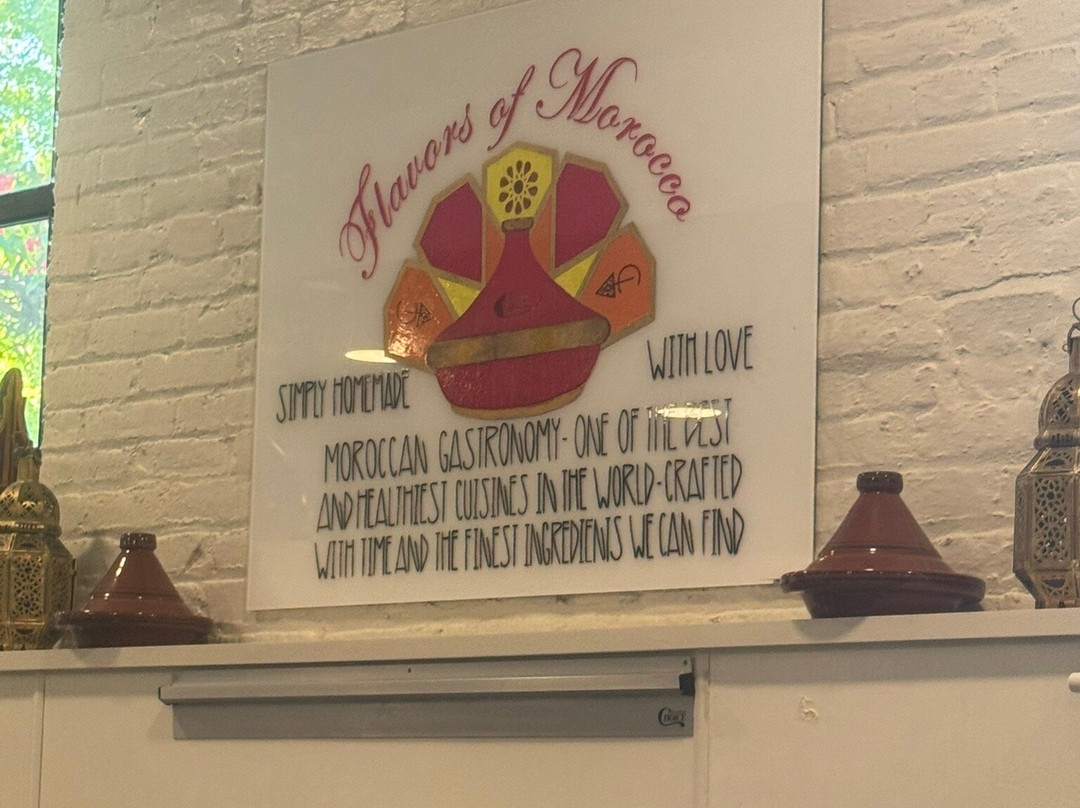 Flavors of Morocco
SIMPLY HOMEMADE
WITH LOVE
MOROCCAN GASTRONOMY- ONE OF THE BEST
AND HEALTHIEST CUISINES IN THE WORLD-CRAFTED
WITH TIME AND THE FINEST INGREDIENTS WE CAN FIND
CHOICE